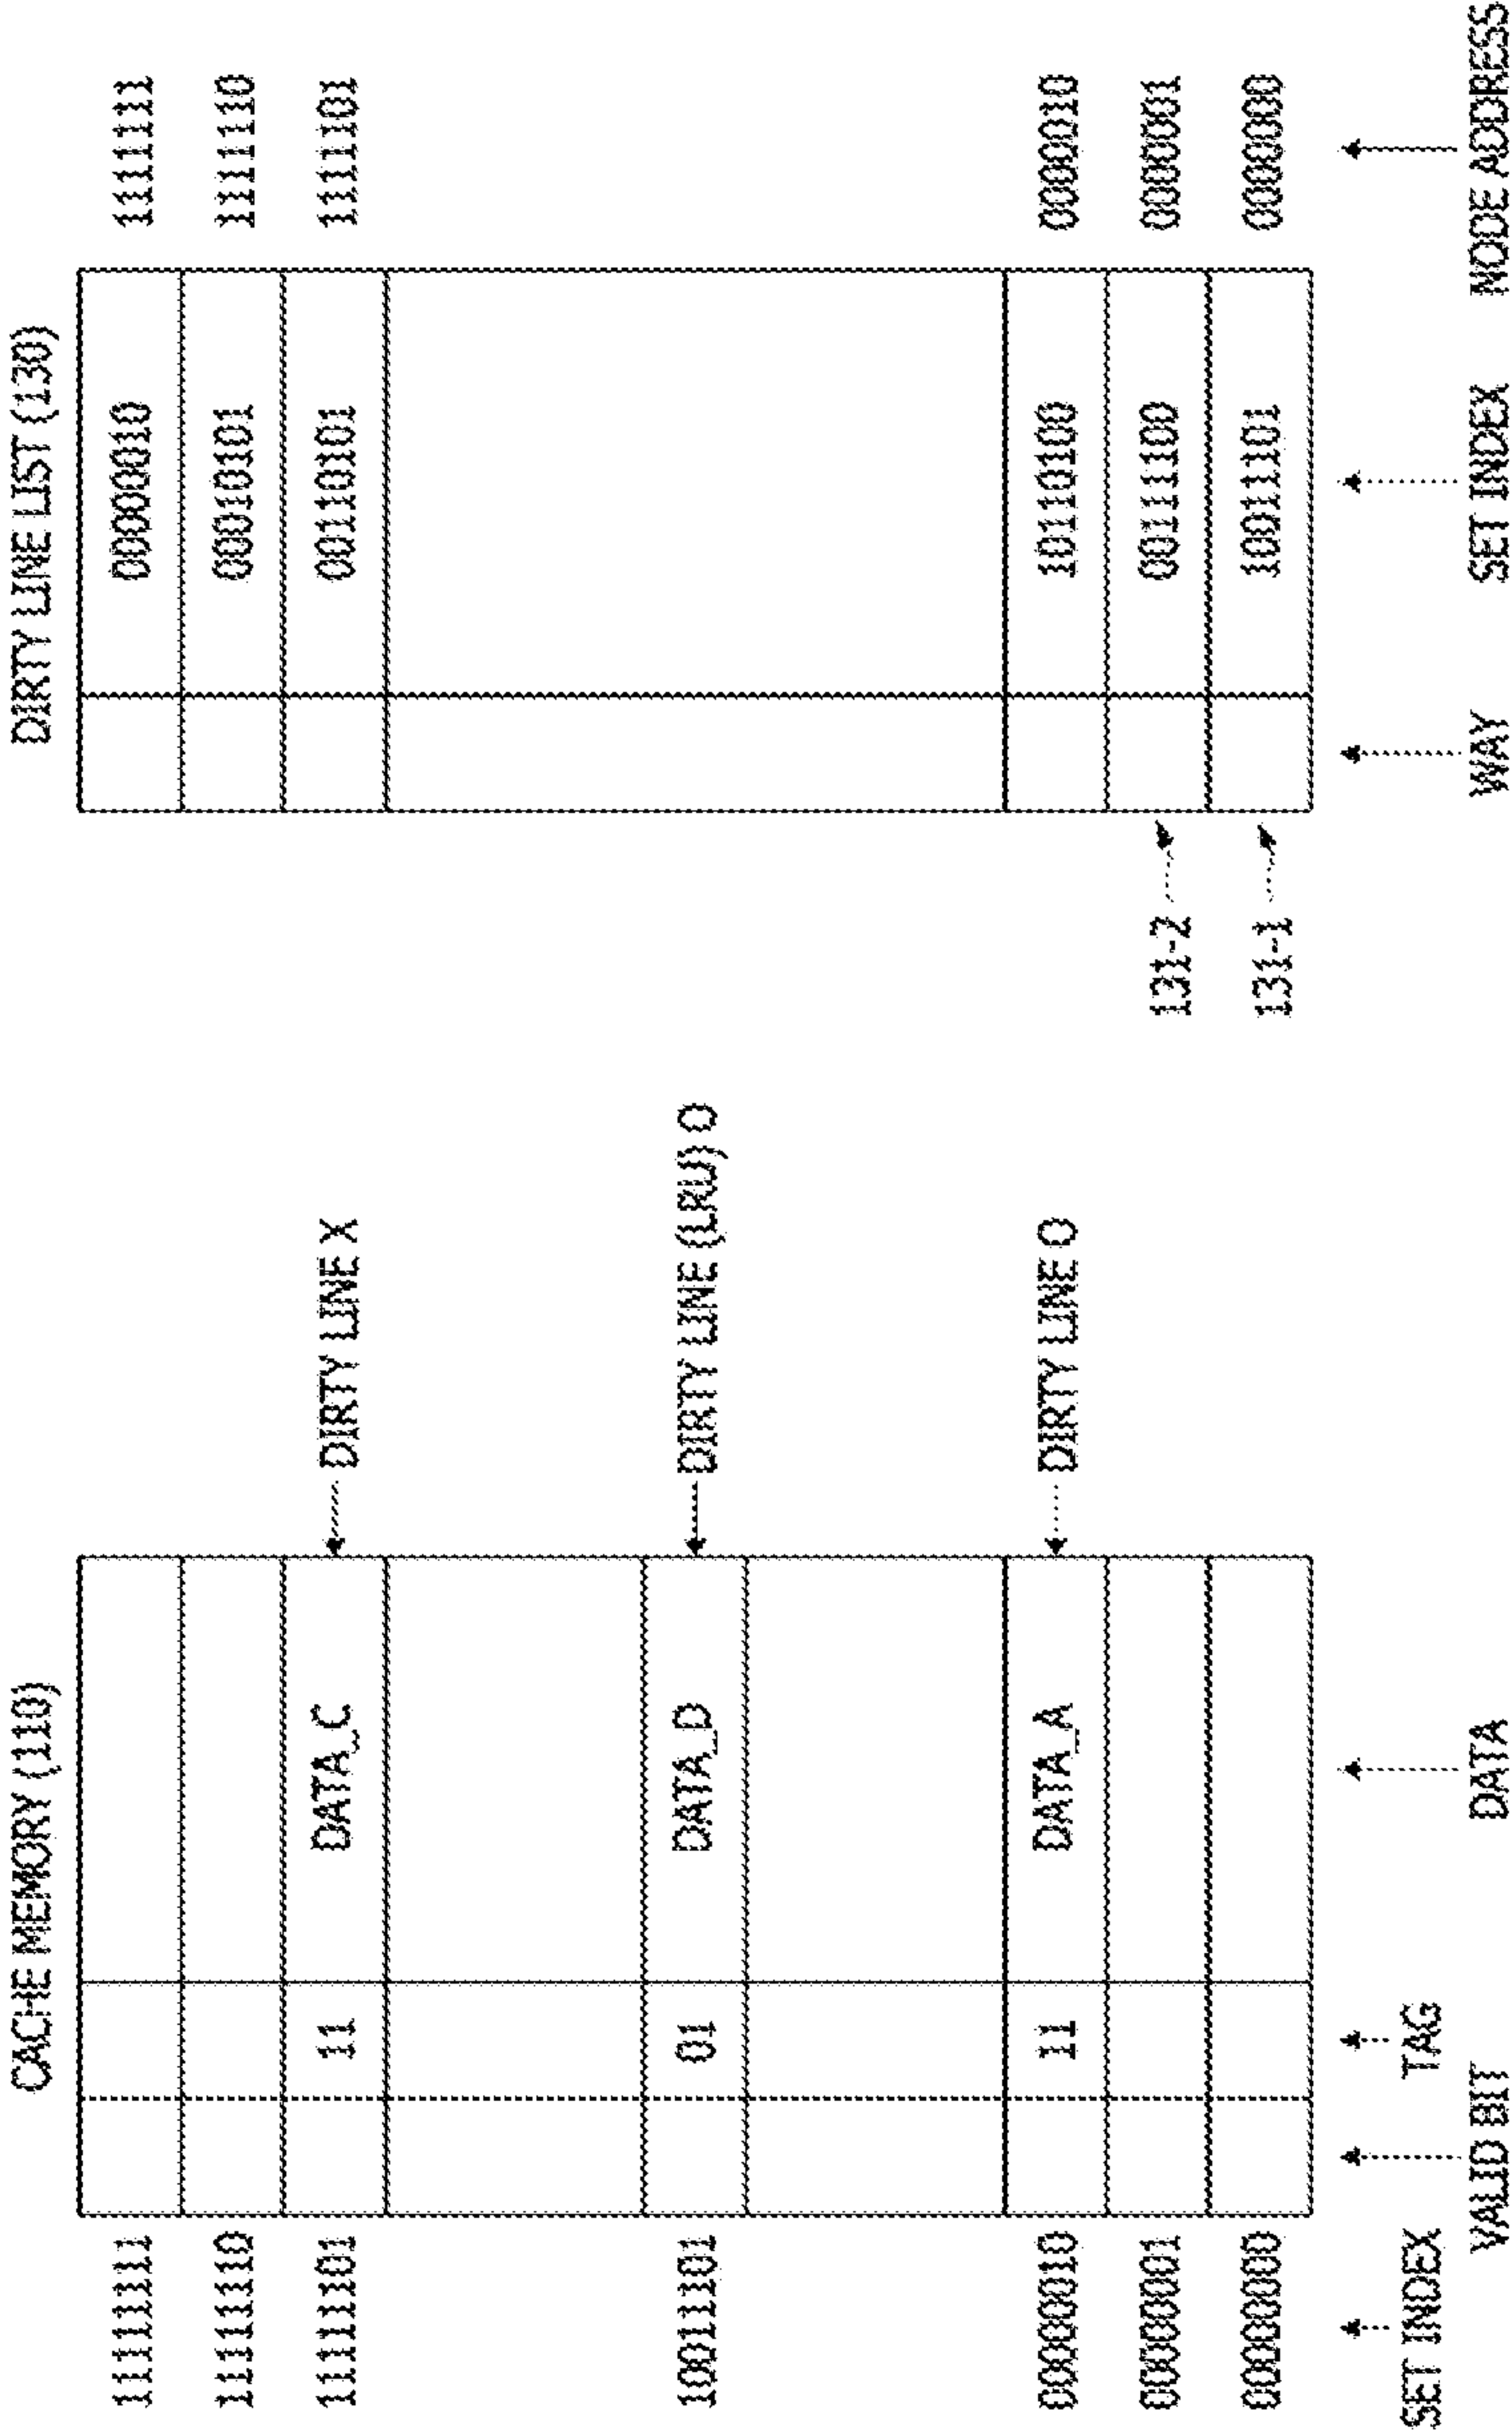 CACHE MEMORY (110)
11111111
11111110
11111101 11 DATA_C DIRTY LINE X
10011101 01 DATA_D DIRTY LINE (LRU) O
00000010 11 DATA_A DIRTY LINE O
00000001
00000000
SET INDEX
VALID BIT
TAG
DATA
DIRTY LINE LIST (130)
00000010 1111111
00010101 1111110
00110101 1111101
10110100 0000010
131-2 00111100 0000001
131-1 10011101 0000000
WAY
SET INDEX
NODE ADDRESS